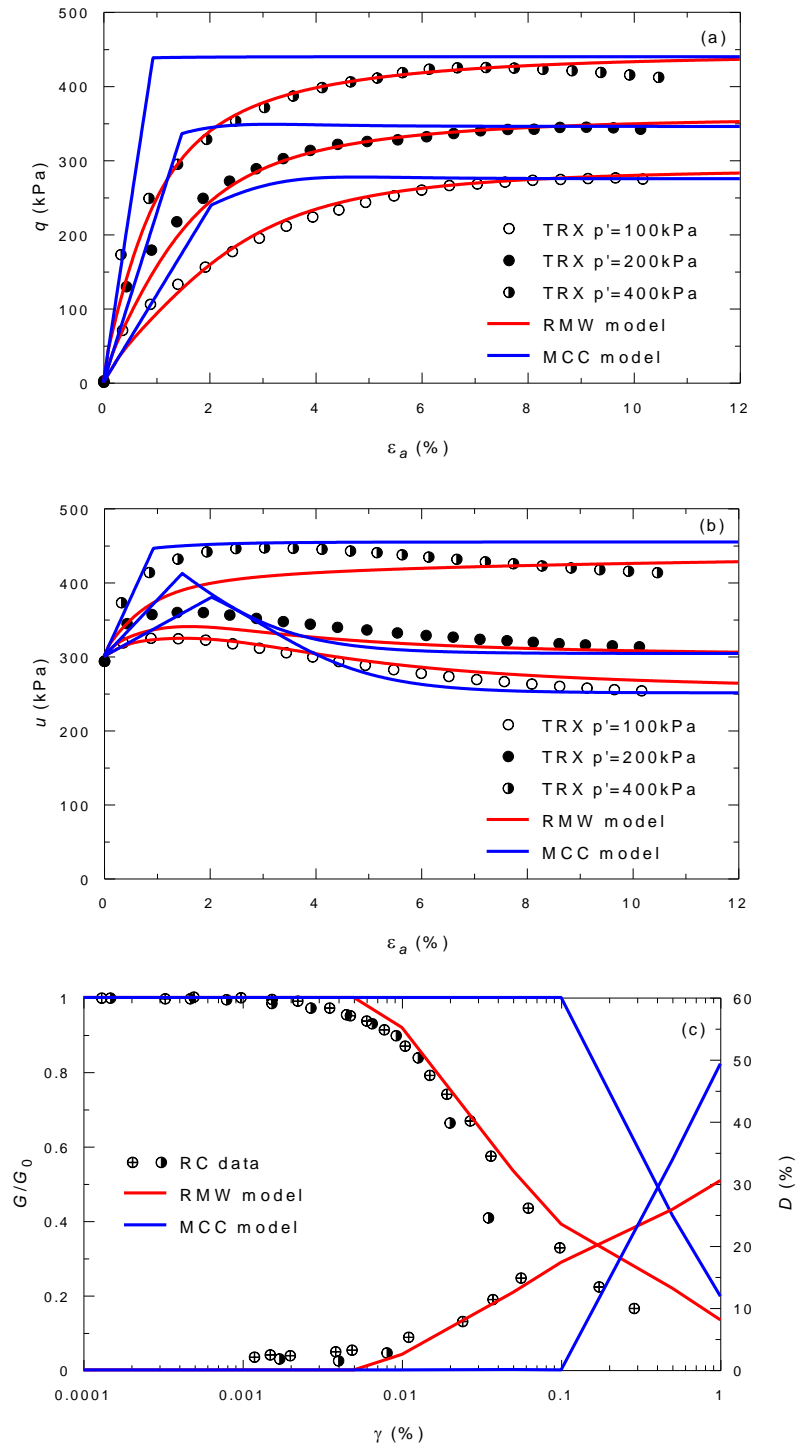 (a)
500
400
300
200
100
0
q (kPa)
TRX p'=100kPa
TRX p'=200kPa
TRX p'=400kPa
RMW model
MCC model
0 2 4 6 8 10 12
εa (%)
(b)
500
400
300
200
100
0
u (kPa)
TRX p'=100kPa
TRX p'=200kPa
TRX p'=400kPa
RMW model
MCC model
0 2 4 6 8 10 12
εa (%)
(c)
1
0.8
0.6
0.4
0.2
0
G/G0
RC data
RMW model
MCC model
60
50
40
30
20
10
0
D (%)
0.0001 0.001 0.01 0.1 1
γ (%)